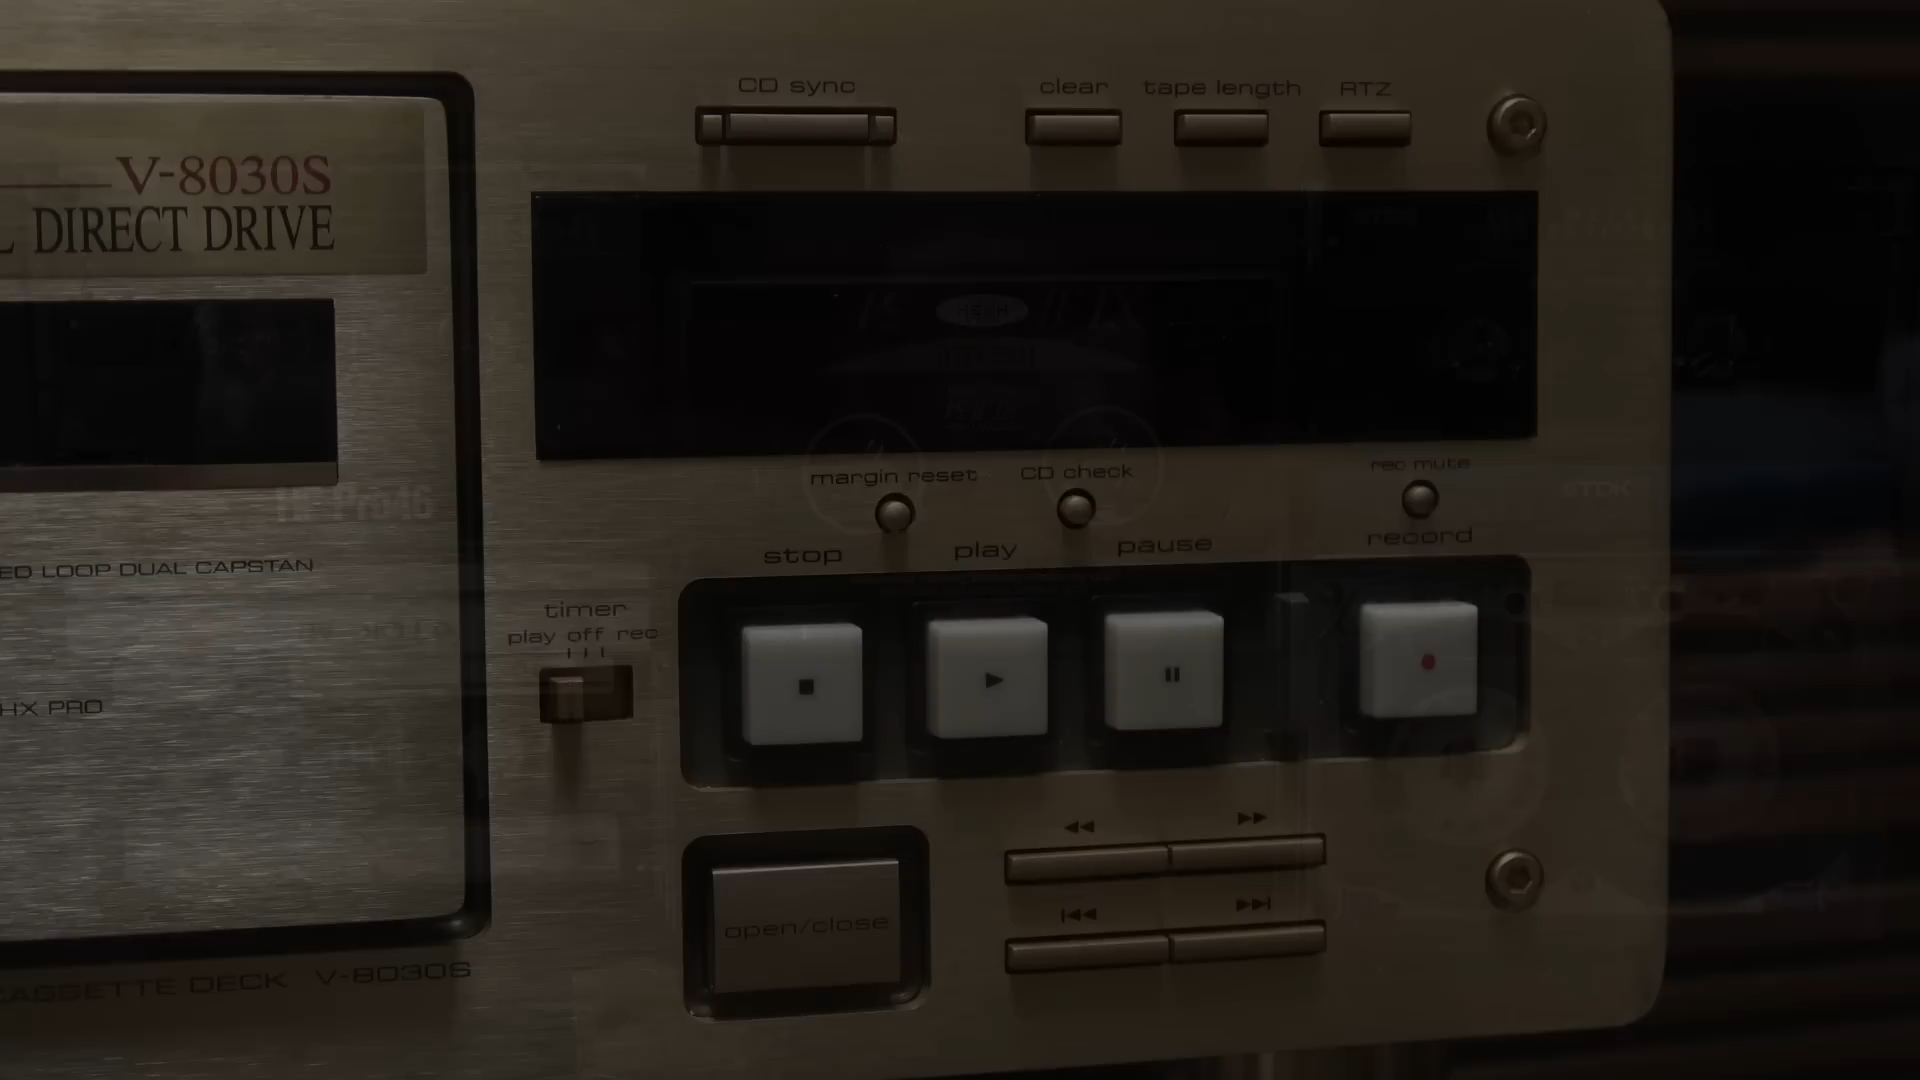 CD sync
clear
tape length
RTZ
V-8030S
DIRECT DRIVE
margin reset
CD check
rec mute
stop
play
pause
record
ED LOOP DUAL CAPSTAN
timer
play off rec
HX PRO
open/close
CASSETTE DECK V-8030S
TDK